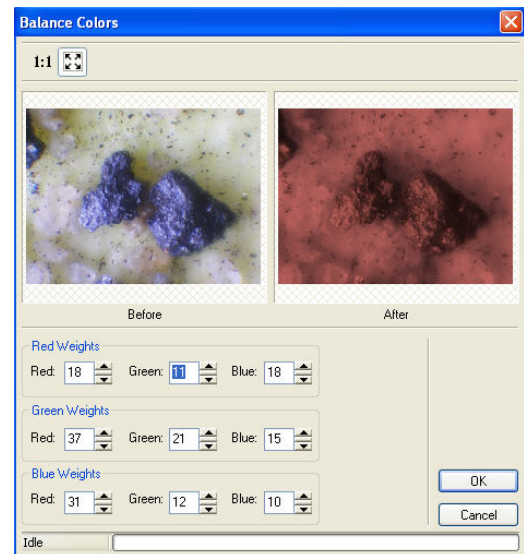 Balance Colors
1:1
Before After
Red Weights
Red: 18 Green: 11 Blue: 18
Green Weights
Red: 37 Green: 21 Blue: 15
Blue Weights
Red: 31 Green: 12 Blue: 10
OK
Cancel
Idle